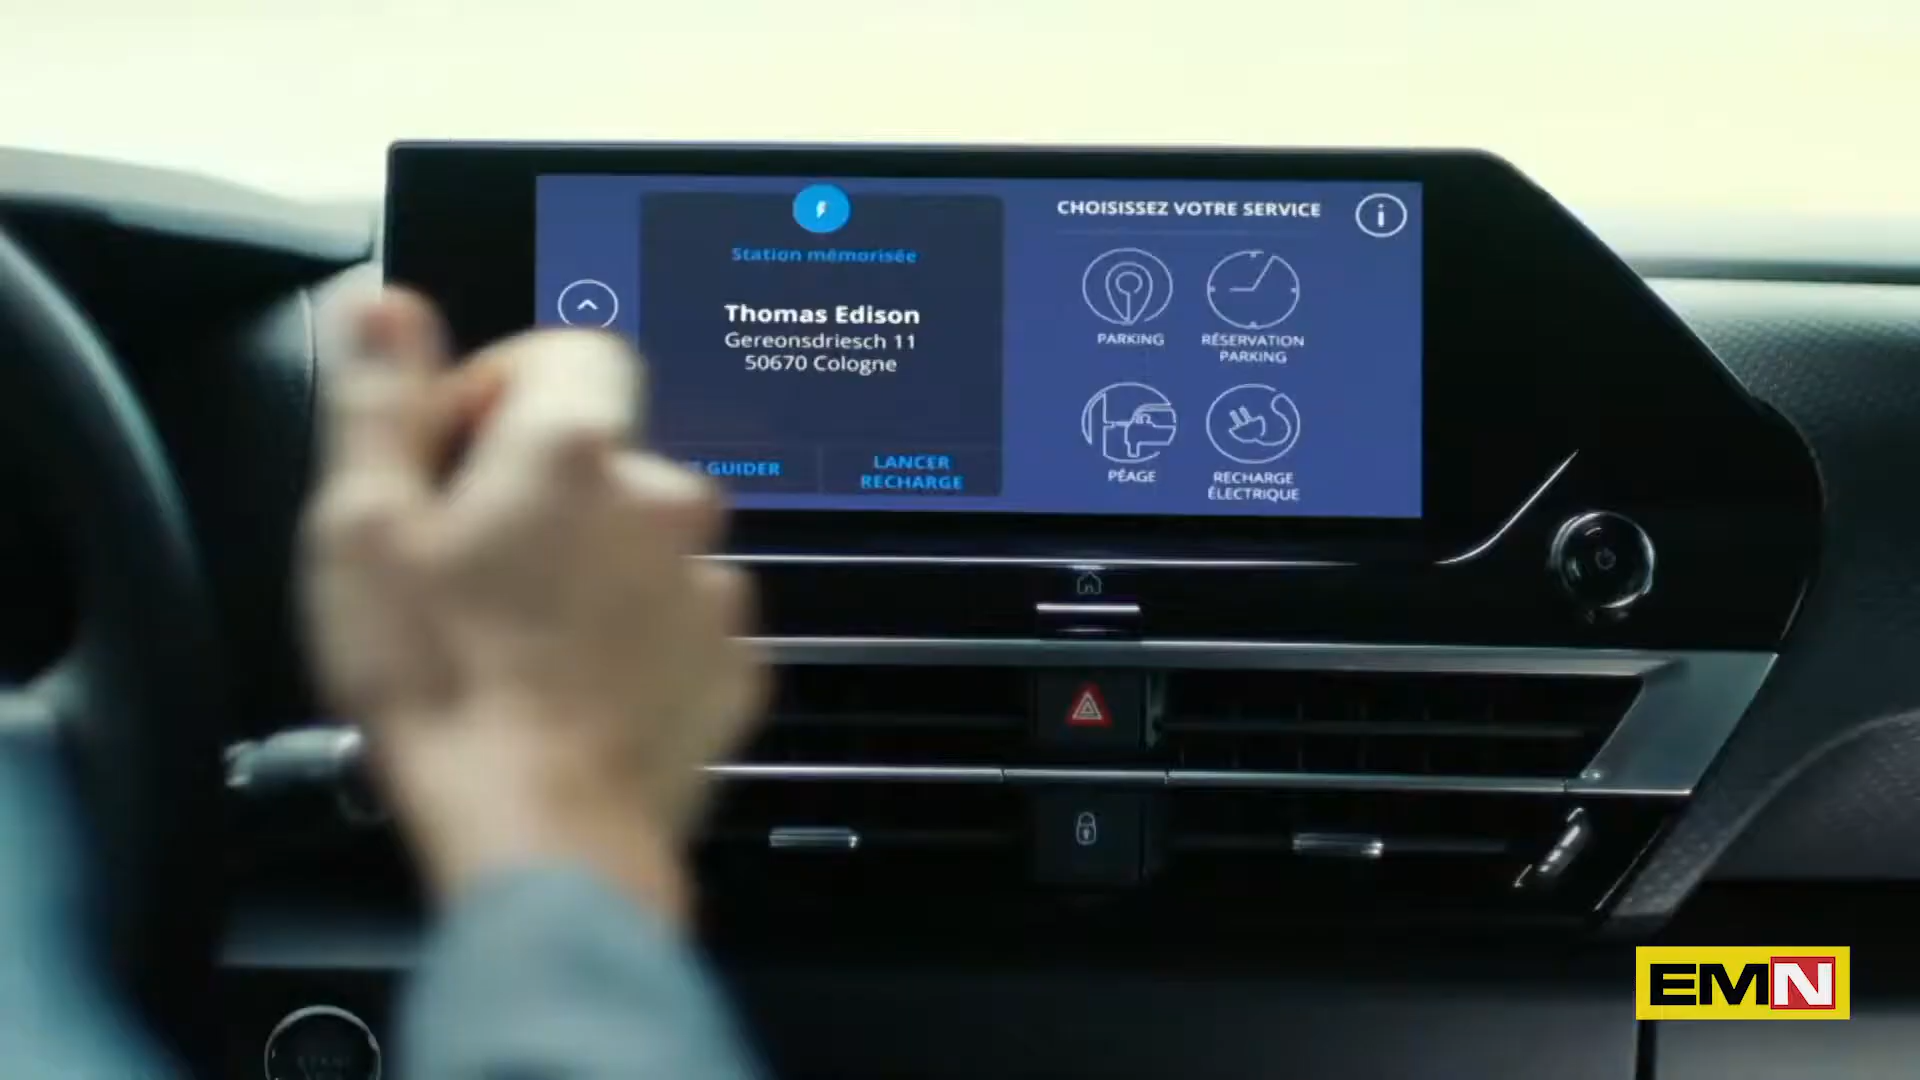 Station mémorisée
Thomas Edison
Gereonsdriesch 11
50670 Cologne
GUIDER
LANCER
RECHARGE
CHOISISSEZ VOTRE SERVICE
i
PARKING
RÉSERVATION
PARKING
PÉAGE
RECHARGE
ÉLECTRIQUE
EMN